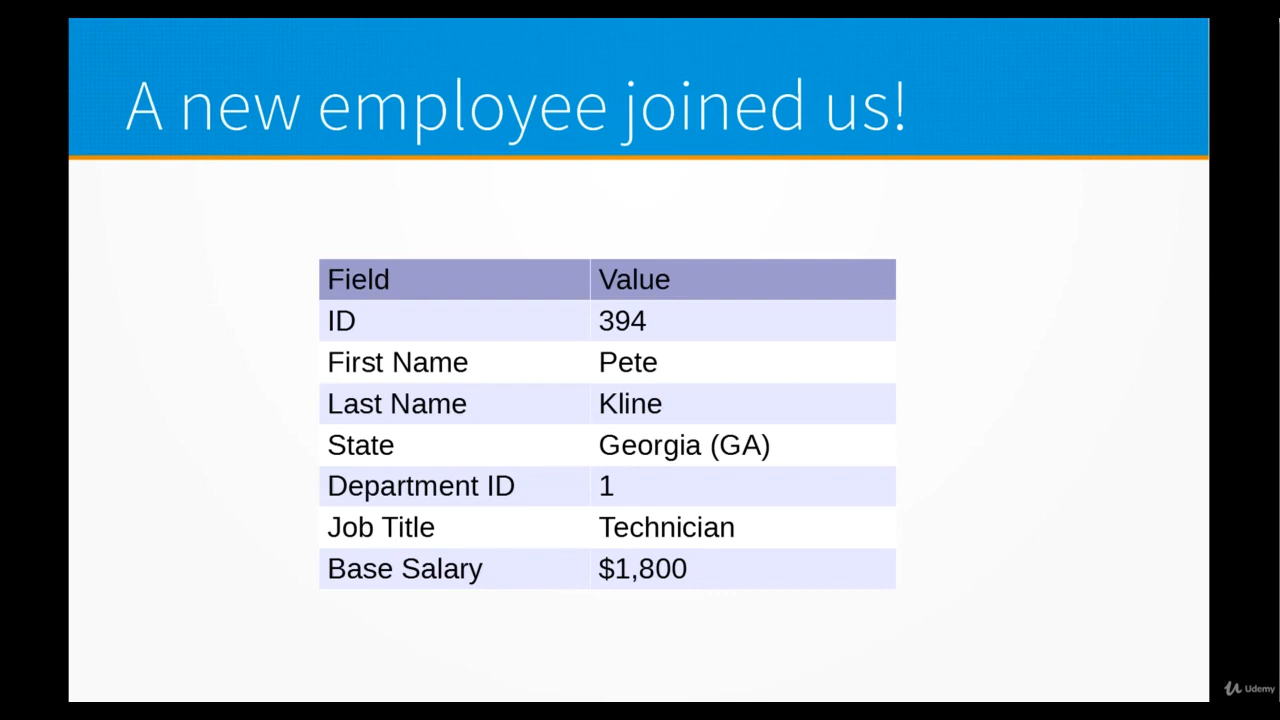 A new employee joined us!
Field Value
ID 394
First Name Pete
Last Name Kline
State Georgia (GA)
Department ID 1
Job Title Technician
Base Salary $1,800
Udemy